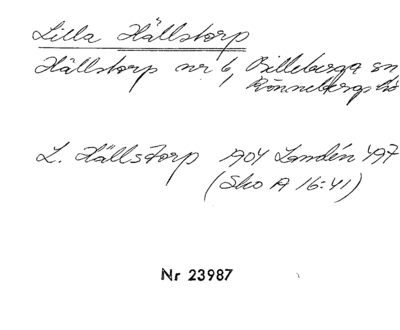 Lilla Hällstorp
Hällstorp nr 6, Billeberga sn
Rönnebergs hd
L. Hällstorp 1904 Landén 497
(Sko A 16:41)
Nr 23987